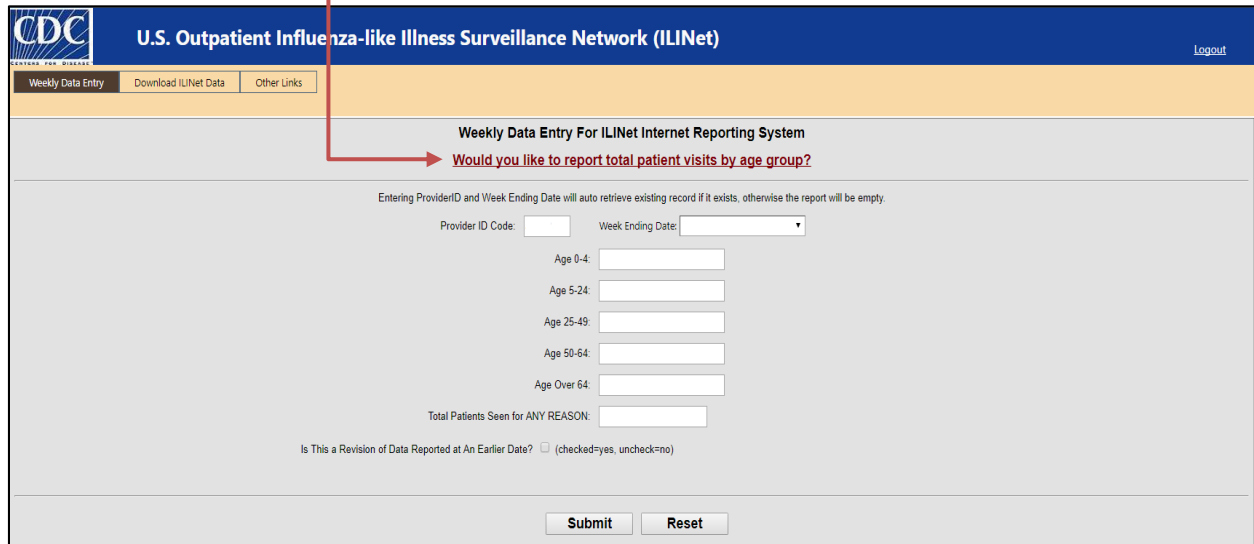 CDC
U.S. Outpatient Influenza-like Illness Surveillance Network (ILINet)
CENTERS FOR DISEASE
Logout
Weekly Data Entry
Download ILINet Data
Other Links
Weekly Data Entry For ILINet Internet Reporting System
Would you like to report total patient visits by age group?
Entering ProviderID and Week Ending Date will auto retrieve existing record if it exists, otherwise the report will be empty.
Provider ID Code: Week Ending Date:
Age 0-4:
Age 5-24:
Age 25-49:
Age 50-64:
Age Over 64:
Total Patients Seen for ANY REASON:
Is This a Revision of Data Reported at An Earlier Date? (checked=yes, uncheck=no)
Submit Reset